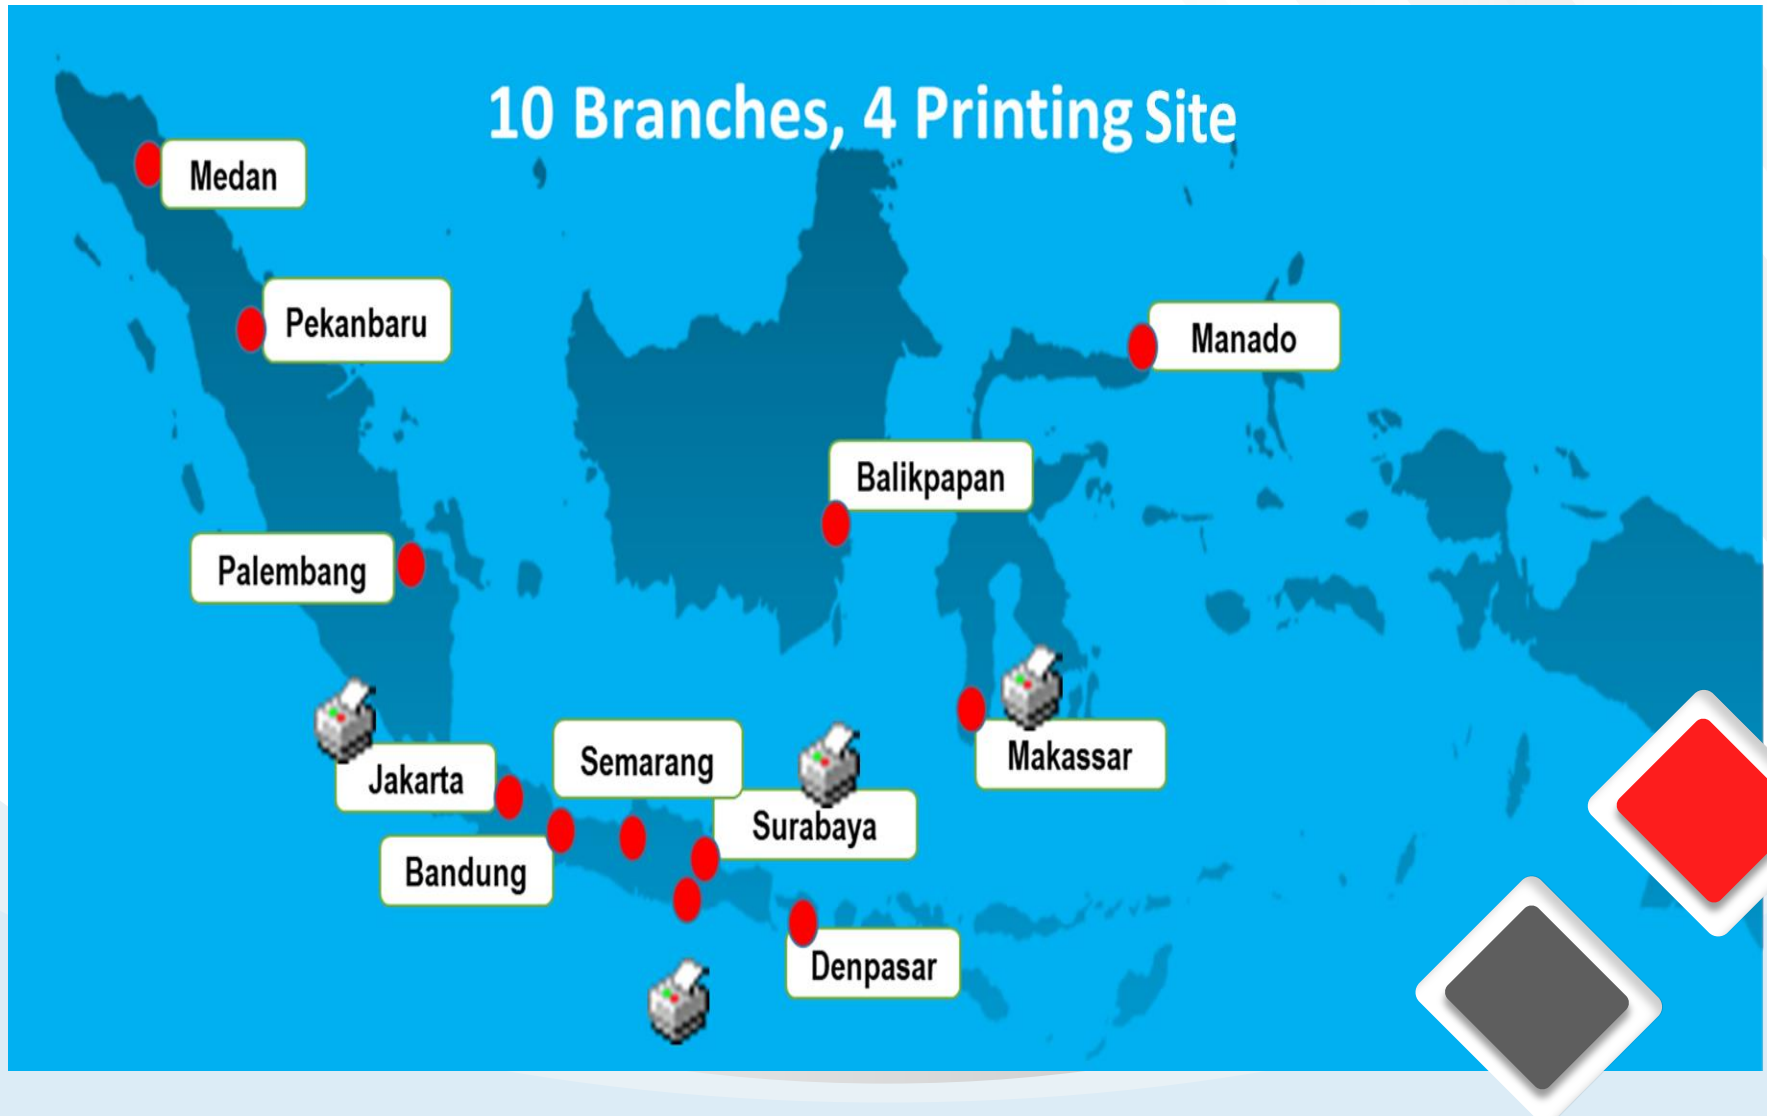 10 Branches, 4 Printing Site
Medan
Pekanbaru
Manado
Balikpapan
Palembang
Semarang
Makassar
Jakarta
Surabaya
Bandung
Denpasar